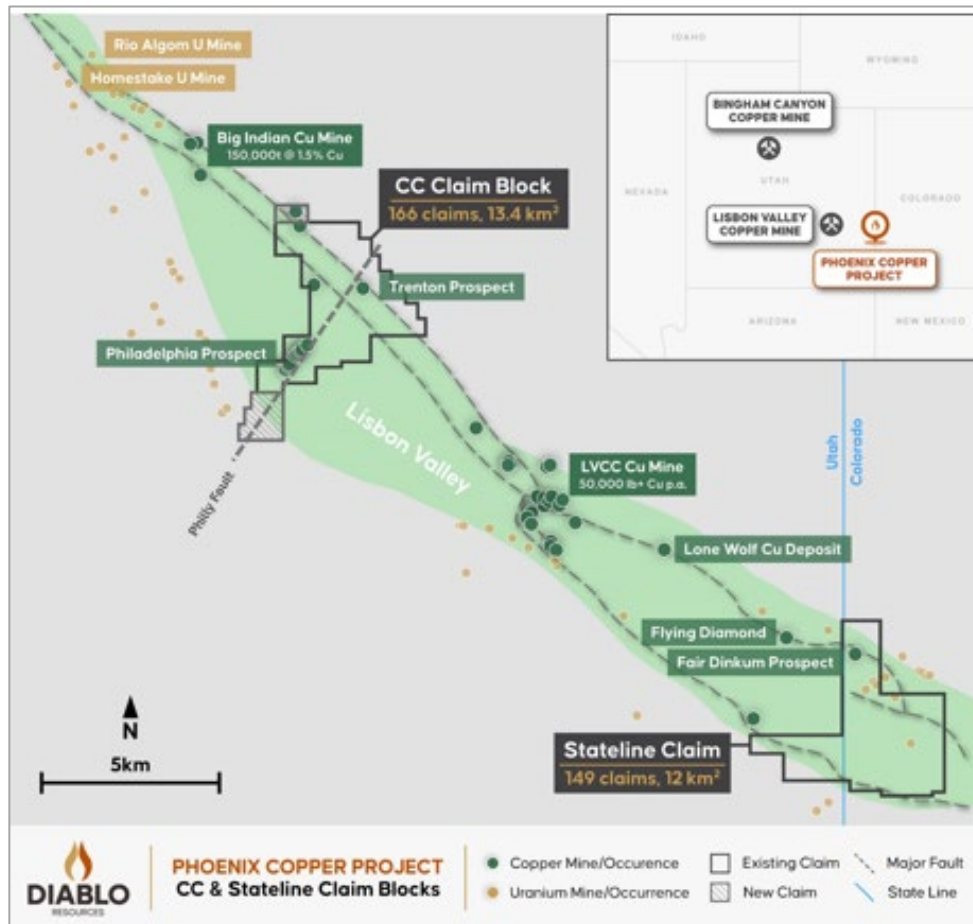 Rio Algom U Mine
Homestake U Mine
Big Indian Cu Mine
150,000t @ 1.5% Cu
CC Claim Block
166 claims, 13.4 km²
Trenton Prospect
Philadelphia Prospect
Lisbon Valley
Philly Fault
LVCC Cu Mine
50,000 lb+ Cu p.a.
Lone Wolf Cu Deposit
Flying Diamond
Fair Dinkum Prospect
Stateline Claim
149 claims, 12 km²
Utah
Colorado
N
5km
IDAHO
WYOMING
BINGHAM CANYON
COPPER MINE
UTAH
NEVADA
COLORADO
LISBON VALLEY
COPPER MINE
PHOENIX COPPER
PROJECT
ARIZONA
NEW MEXICO
DIABLO
RESOURCES
PHOENIX COPPER PROJECT
CC & Stateline Claim Blocks
Copper Mine/Occurence
Uranium Mine/Occurrence
Existing Claim
New Claim
Major Fault
State Line